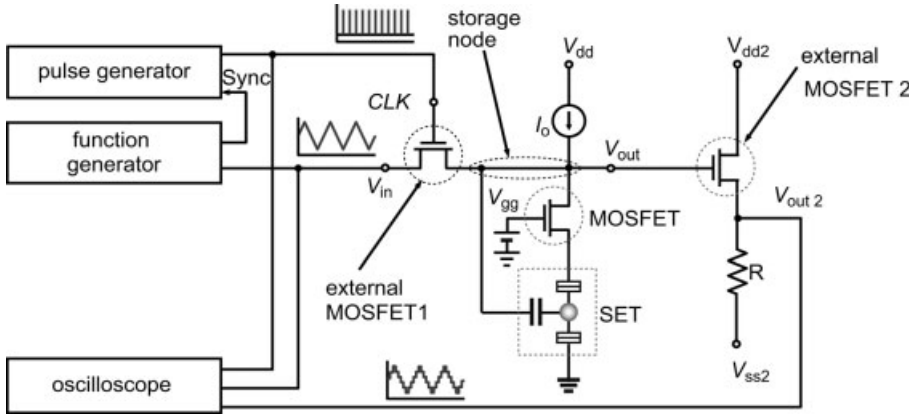 storage
node
pulse generator
Sync
function
generator
CLK
V_in
V_dd
I_o
V_out
V_dd2
external
MOSFET 2
V_gg
MOSFET
V_out 2
R
external
MOSFET1
SET
V_ss2
oscilloscope